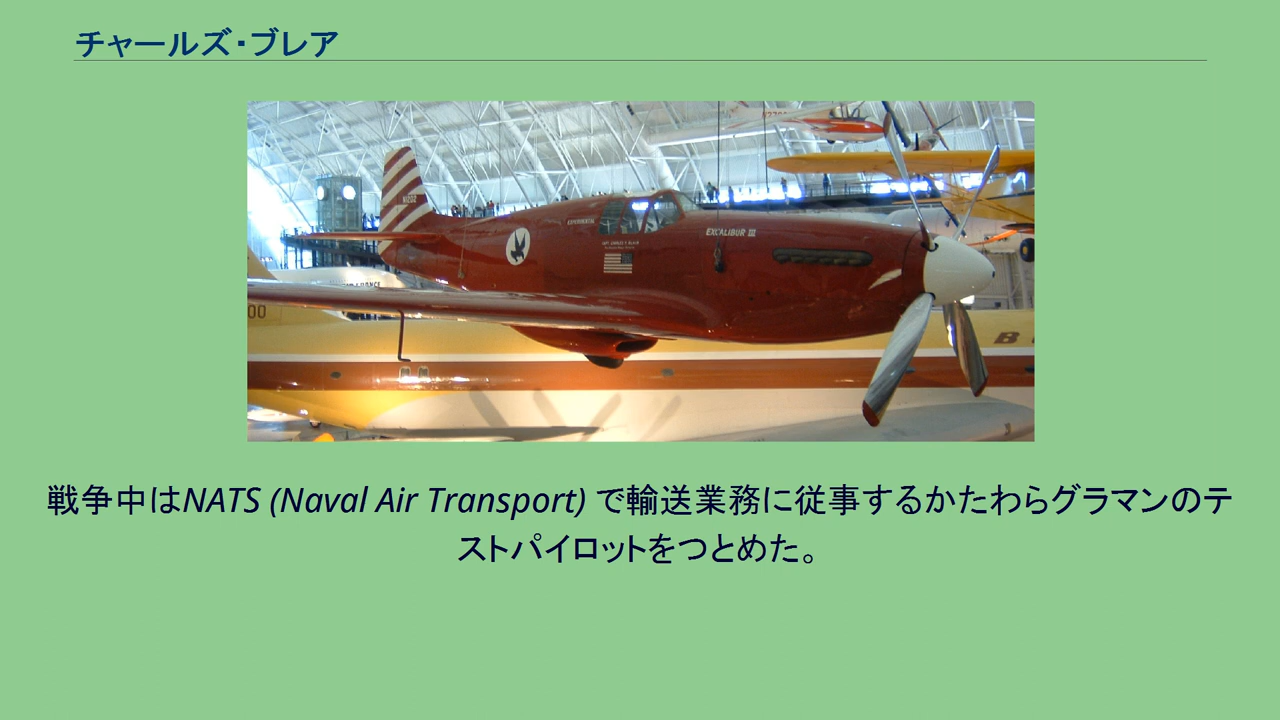 チャールズ・ブレア
N1202
EXPERIMENTAL
EXCALIBUR III
戦争中はNATS (Naval Air Transport) で輸送業務に従事するかたわらグラマンのテ
ストパイロットをつとめた。